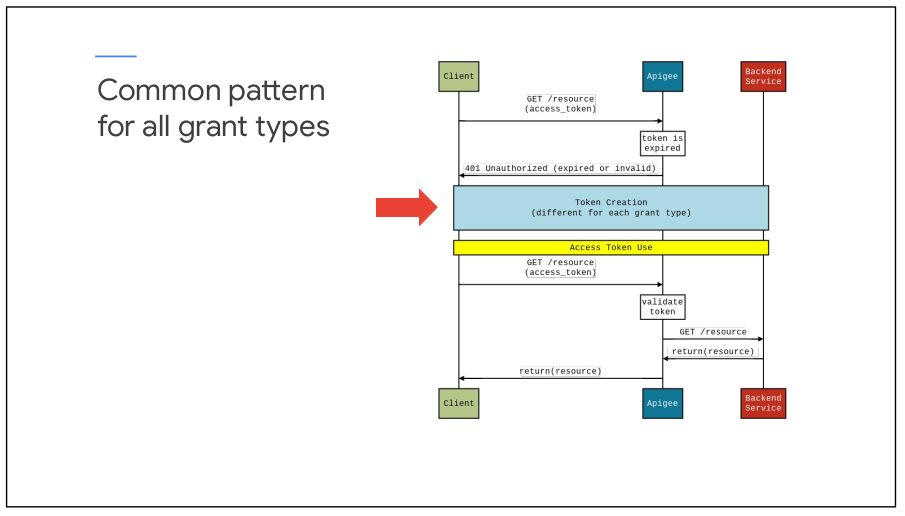 Common pattern
for all grant types
Client
Apigee
Backend
Service
GET /resource
(access_token)
token is
expired
401 Unauthorized (expired or invalid)
Token Creation
(different for each grant type)
Access Token Use
GET /resource
(access_token)
validate
token
GET /resource
return(resource)
return(resource)
Client
Apigee
Backend
Service